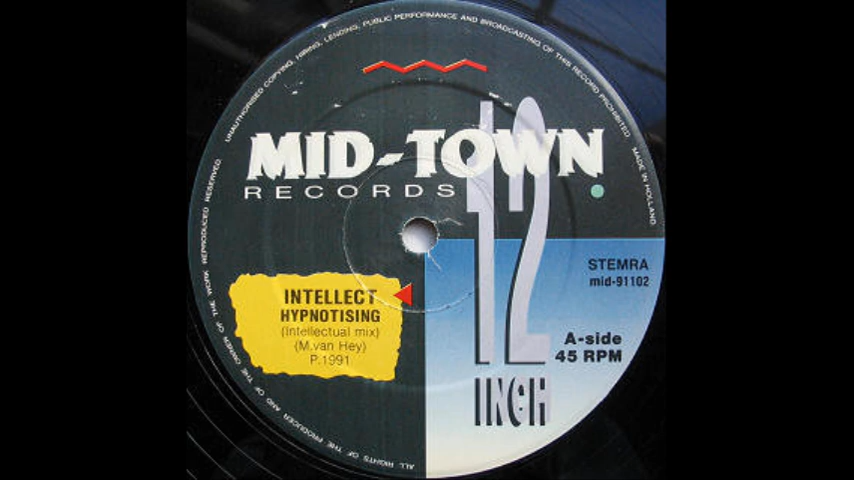 ALL RIGHTS OF THE PRODUCER AND OF THE OWNER OF THE WORK REPRODUCED RESERVED. UNAUTHORISED COPYING, HIRING, LENDING, PUBLIC PERFORMANCE AND BROADCASTING OF THIS RECORD PROHIBITED. MADE IN HOLLAND
MID-TOWN
RECORDS
12
INCH
STEMRA
mid-91102
A-side
45 RPM
INTELLECT
HYPNOTISING
(Intellectual mix)
(M.van Hey)
P.1991